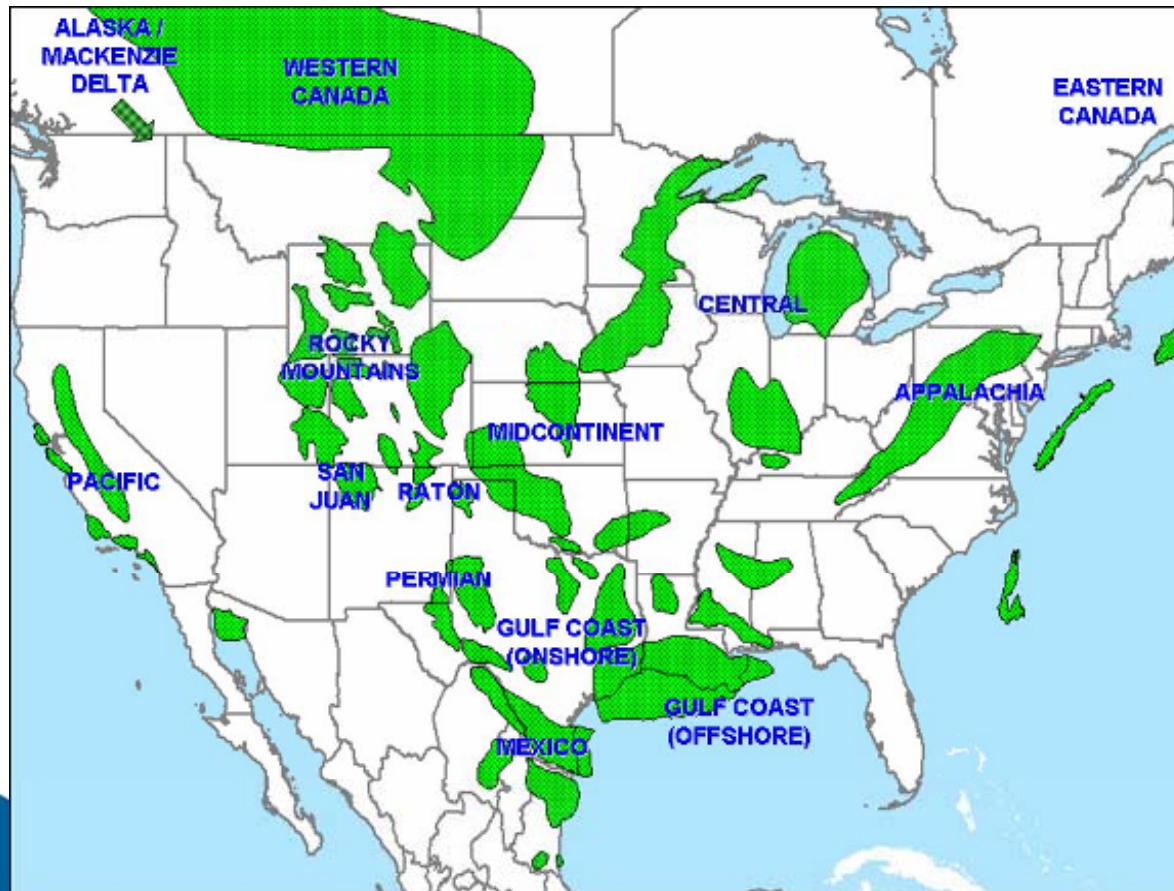 ALASKA /
MACKENZIE
DELTA
WESTERN
CANADA
EASTERN
CANADA
CENTRAL
ROCKY
MOUNTAINS
APPALACHIA
MIDCONTINENT
PACIFIC
SAN
JUAN
RATON
PERMIAN
GULF COAST
(ONSHORE)
GULF COAST
(OFFSHORE)
MEXICO